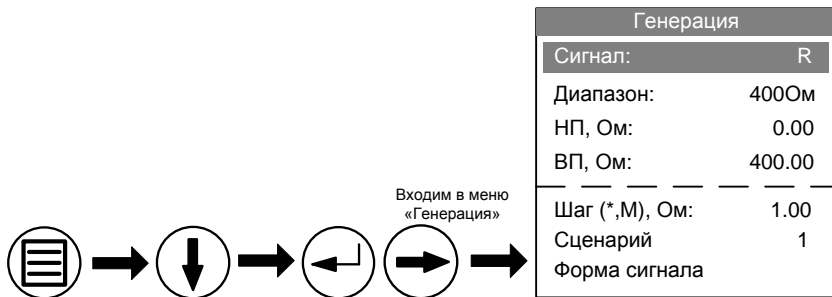 Генерация
Сигнал: R
Диапазон: 400Ом
НП, Ом: 0.00
ВП, Ом: 400.00
Шаг (*,М), Ом: 1.00
Сценарий 1
Форма сигнала
Входим в меню
«Генерация»